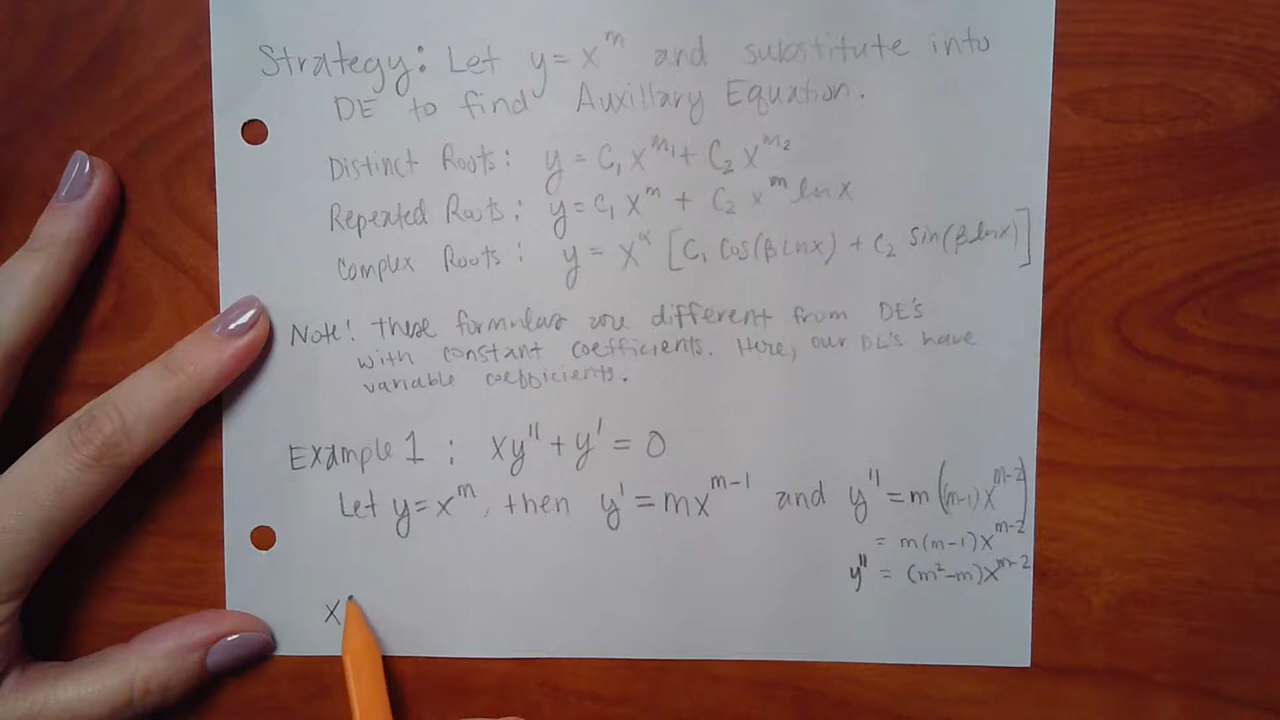 Strategy: Let y = x^m and substitute into
DE to find Auxillary Equation.
Distinct Roots: y = C₁ x^m₁ + C₂ x^m₂
Repeated Roots: y = C₁ x^m + C₂ x^m ln x
Complex Roots: y = x^α [C₁ cos(β ln x) + C₂ sin(β ln x)]
Note! These formulas are different from DE's
with constant coefficients. Here, our DE's have
variable coefficients.
Example 1: xy'' + y' = 0
Let y = x^m, then y' = mx^(m-1) and y'' = m(m-1)x^(m-2)
= m(m-1)x^(m-2)
y'' = (m²-m)x^(m-2)
x